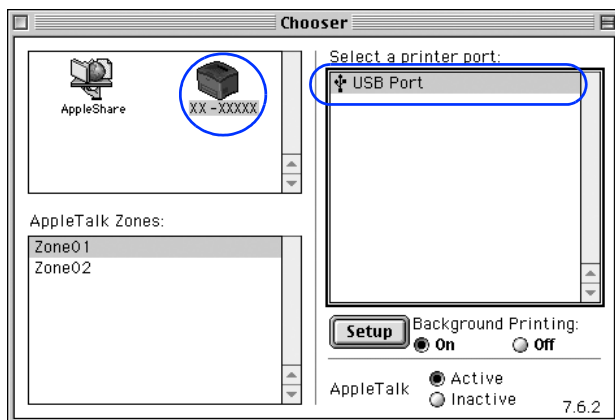 Chooser
AppleShare
XX -XXXXX
Select a printer port:
USB Port
AppleTalk Zones:
Zone01
Zone02
Setup
Background Printing:
On Off
AppleTalk
Active
Inactive
7.6.2